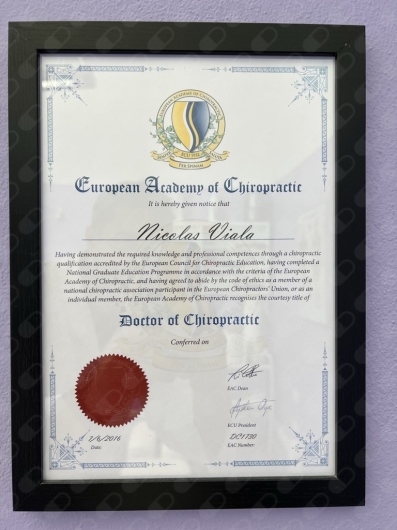 European Academy of Chiropractic
It is hereby given notice that
Nicolas Viala
Having demonstrated the required knowledge and professional competences through a chiropractic
qualification accredited by the European Council for Chiropractic Education, having completed a
National Graduate Education Programme in accordance with the criteria of the European
Academy of Chiropractic, and having agreed to abide by the code of ethics as a member of a
national chiropractic association participant in the European Chiropractors' Union, or as an
individual member, the European Academy of Chiropractic recognises the courtesy title of
Doctor of Chiropractic
Conferred on
EAC Dean
ECU President
2/6/2016
DC1730
Date:
EAC Number: